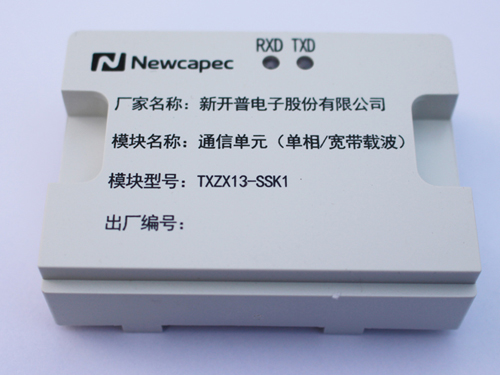 RXD TXD
Newcapec
厂家名称：新开普电子股份有限公司
模块名称：通信单元（单相/宽带载波）
模块型号：TXZX13-SSK1
出厂编号：